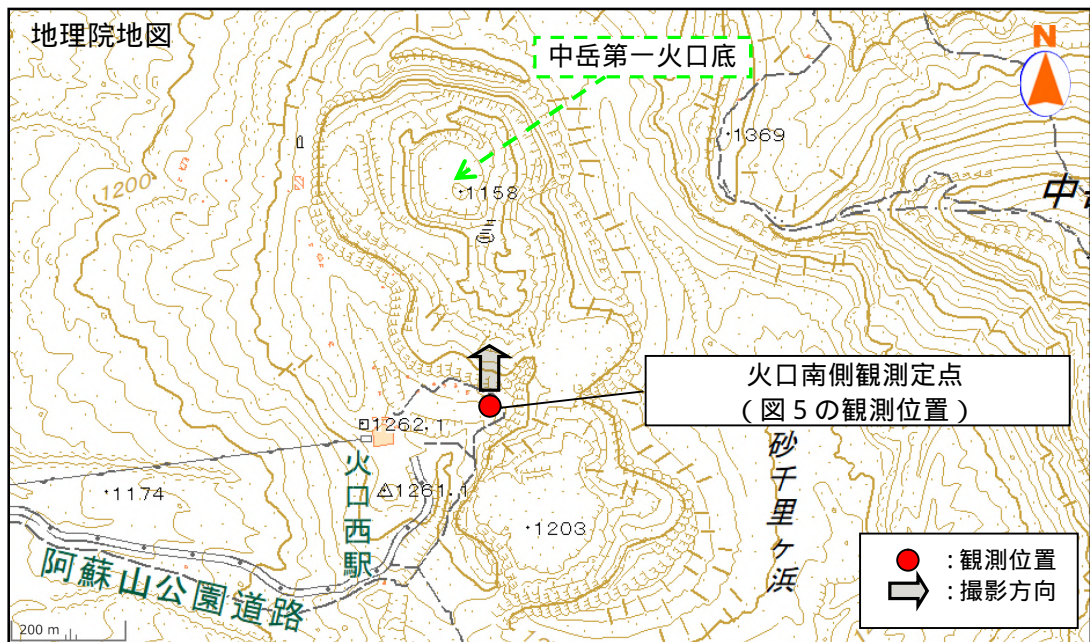 地理院地図
中岳第一火口底
N
1369
1200
中
1158
火口南側観測定点
（図５の観測位置）
1262.1
1174
1261.1
火口西駅
1203
砂千里ヶ浜
阿蘇山公園道路
：観測位置
：撮影方向
200 m